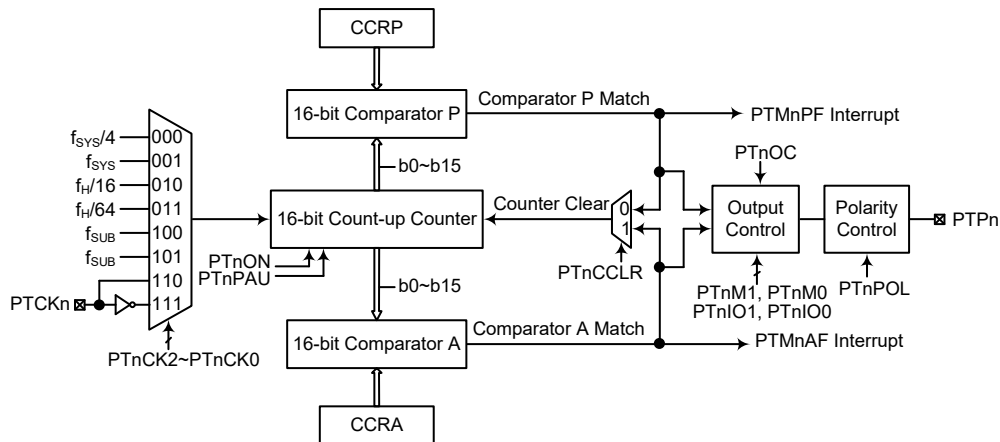 CCRP
16-bit Comparator P
Comparator P Match
PTMnPF Interrupt
b0~b15
fSYS/4
000
fSYS
001
fH/16
010
fH/64
011
fSUB
100
fSUB
101
110
111
PTCKn
PTnCK2~PTnCK0
16-bit Count-up Counter
PTnON
PTnPAU
Counter Clear
0
1
PTnCCLR
PTnOC
Output
Control
PTnM1, PTnM0
PTnIO1, PTnIO0
Polarity
Control
PTnPOL
PTPn
b0~b15
16-bit Comparator A
Comparator A Match
PTMnAF Interrupt
CCRA